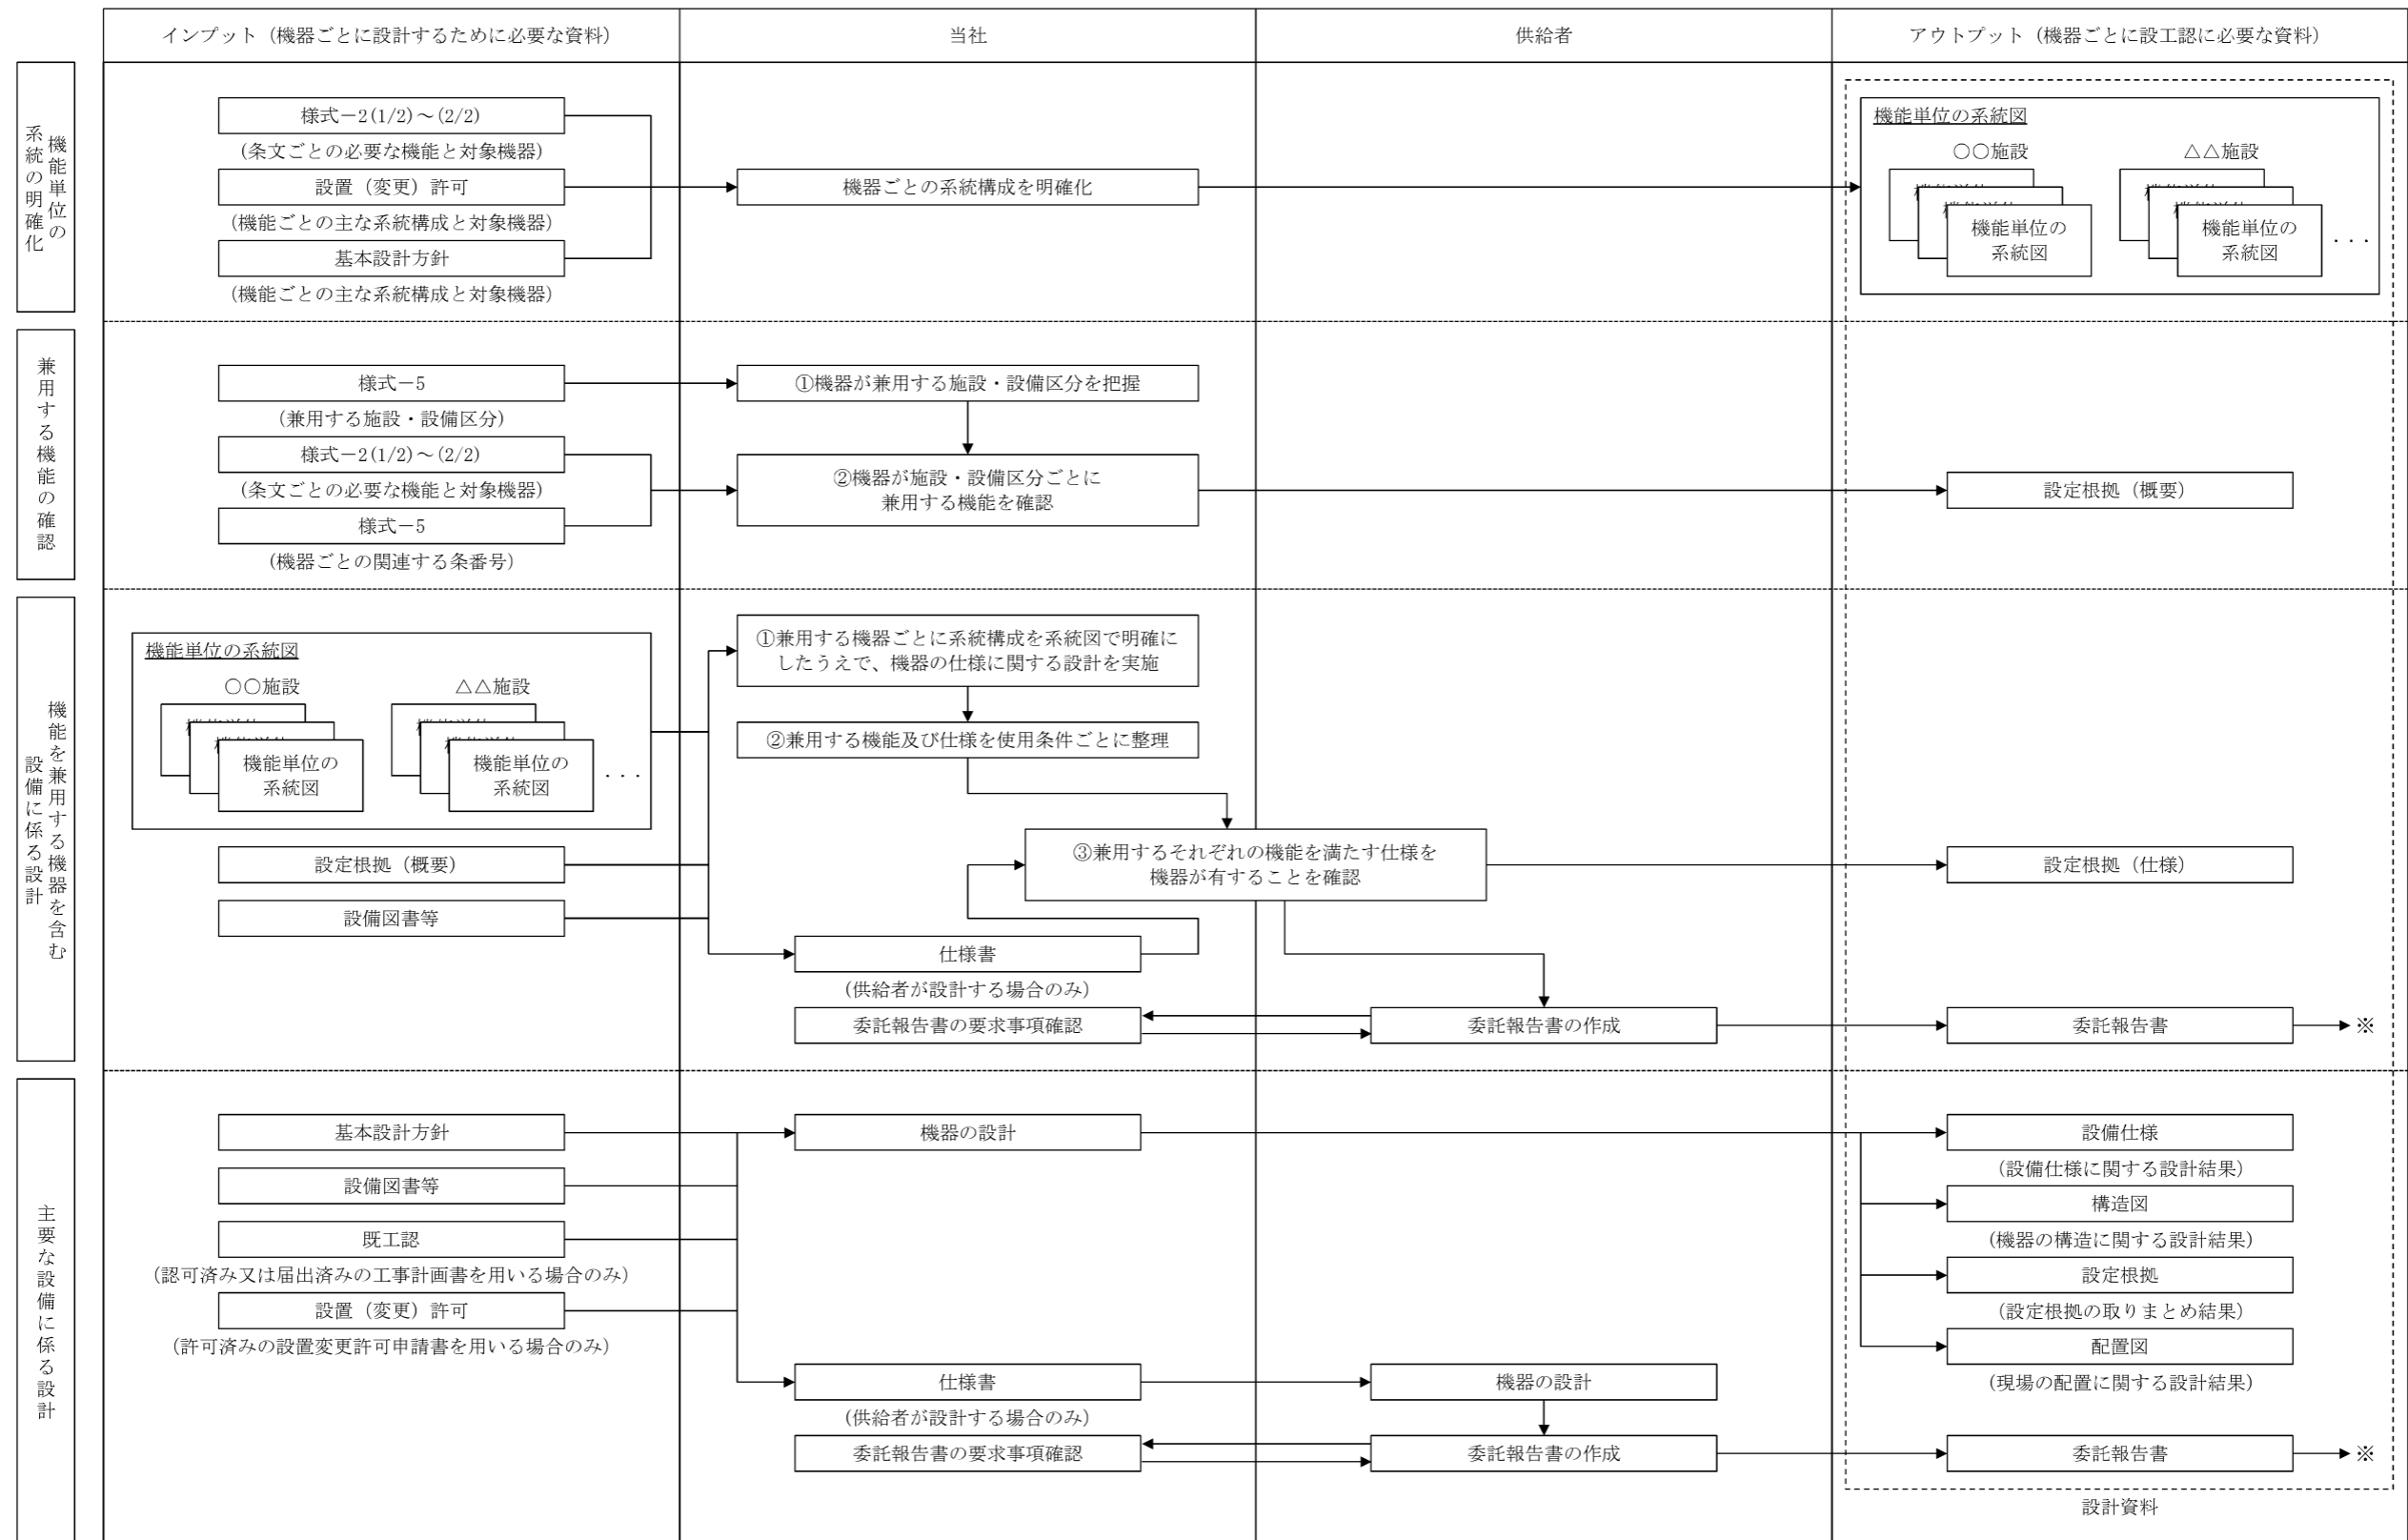 インプット（機器ごとに設計するために必要な資料）
当社
供給者
アウトプット（機器ごとに設工認に必要な資料）
機能単位の
系統の明確化
様式－2(1/2)～(2/2)
(条文ごとの必要な機能と対象機器)
設置（変更）許可
(機能ごとの主な系統構成と対象機器)
基本設計方針
(機能ごとの主な系統構成と対象機器)
機器ごとの系統構成を明確化
機能単位の系統図
○○施設
△△施設
機能単位の
系統図
機能単位の
系統図
・・・
兼用する機能の確認
様式－5
(兼用する施設・設備区分)
様式－2(1/2)～(2/2)
(条文ごとの必要な機能と対象機器)
様式－5
(機器ごとの関連する条番号)
①機器が兼用する施設・設備区分を把握
②機器が施設・設備区分ごとに
兼用する機能を確認
設定根拠（概要）
機能を兼用する機器を含む
設備に係る設計
機能単位の系統図
○○施設
△△施設
機能単位の
系統図
機能単位の
系統図
・・・
設定根拠（概要）
設備図書等
①兼用する機器ごとに系統構成を系統図で明確に
したうえで、機器の仕様に関する設計を実施
②兼用する機能及び仕様を使用条件ごとに整理
③兼用するそれぞれの機能を満たす仕様を
機器が有することを確認
設定根拠（仕様）
仕様書
(供給者が設計する場合のみ)
委託報告書の要求事項確認
委託報告書の作成
委託報告書
※
主要な設備に係る設計
基本設計方針
設備図書等
既工認
(認可済み又は届出済みの工事計画書を用いる場合のみ)
設置（変更）許可
(許可済みの設置変更許可申請書を用いる場合のみ)
機器の設計
設備仕様
(設備仕様に関する設計結果)
構造図
(機器の構造に関する設計結果)
設定根拠
(設定根拠の取りまとめ結果)
配置図
(現場の配置に関する設計結果)
仕様書
(供給者が設計する場合のみ)
機器の設計
委託報告書の要求事項確認
委託報告書の作成
委託報告書
※
設計資料